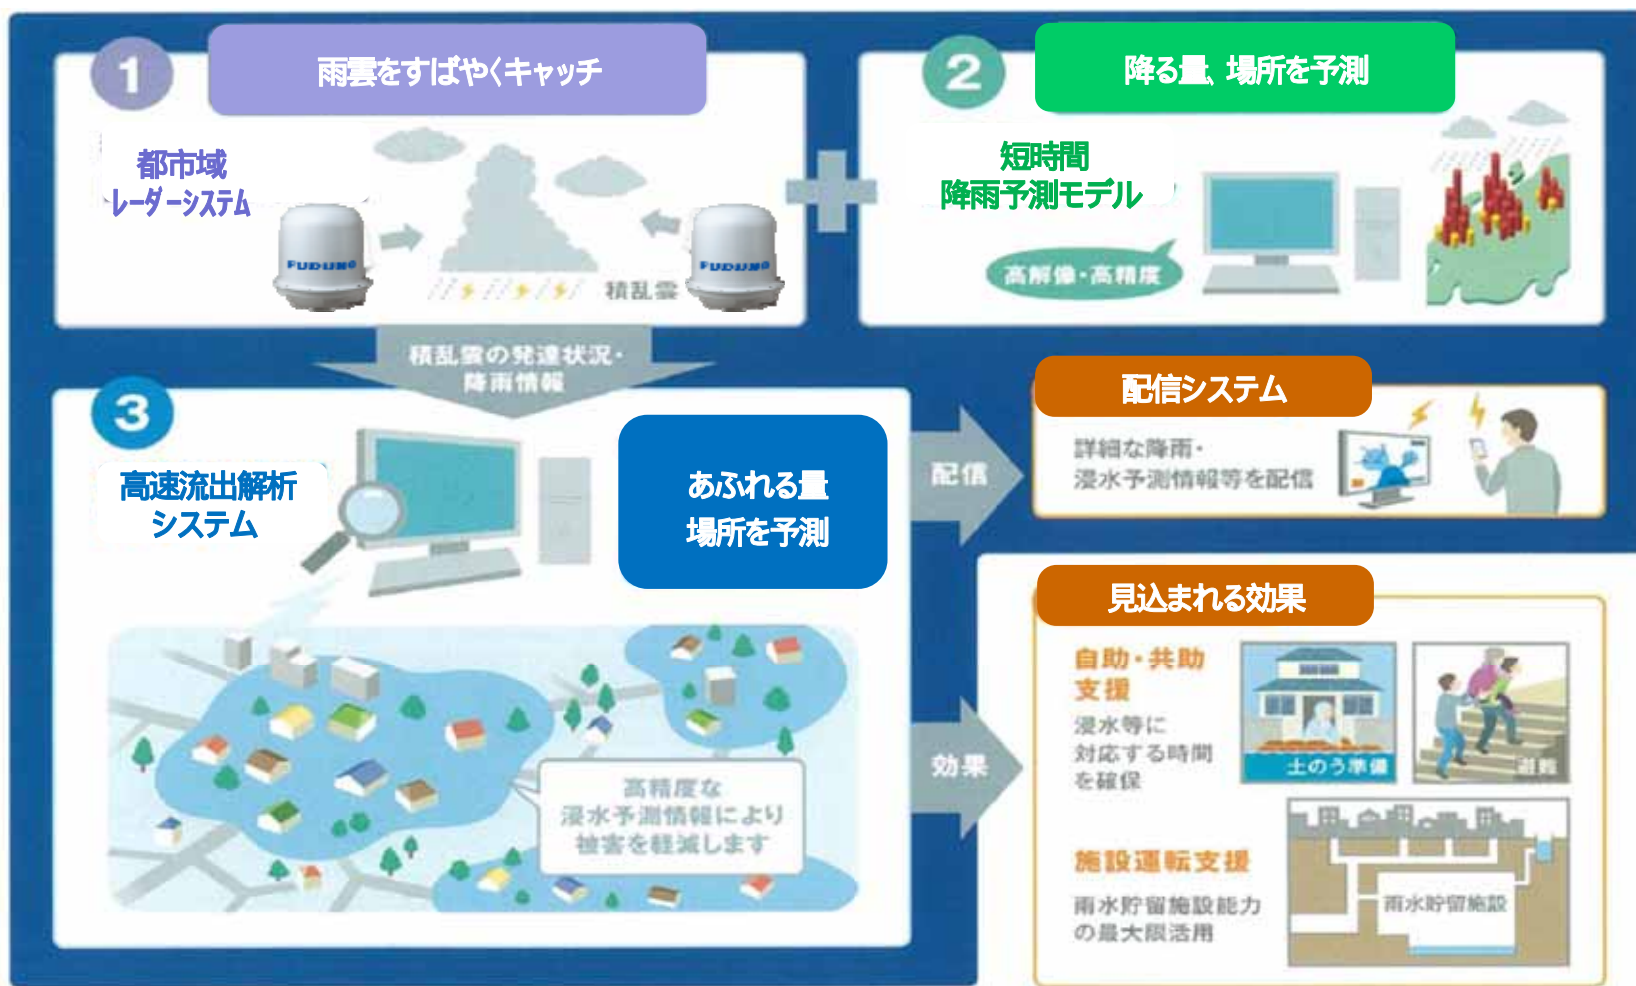 1
雨雲をすばやくキャッチ
都市域
レーダーシステム
FURUNO
FURUNO
積乱雲
2
降る量、場所を予測
短時間
降雨予測モデル
高解像・高精度
積乱雲の発達状況・
降雨情報
3
高速流出解析
システム
あふれる量
場所を予測
高精度な
浸水予測情報により
被害を軽減します
配信
配信システム
詳細な降雨・
浸水予測情報等を配信
効果
見込まれる効果
自助・共助
支援
浸水等に
対応する時間
を確保
土のう準備
避難
施設運転支援
雨水貯留施設能力
の最大限活用
雨水貯留施設